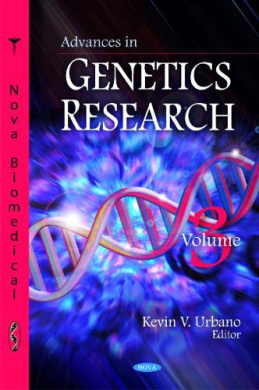 Advances in
GENETICS
RESEARCH
Volume
3
Kevin V. Urbano
Editor
NOVA
Nova Biomedical